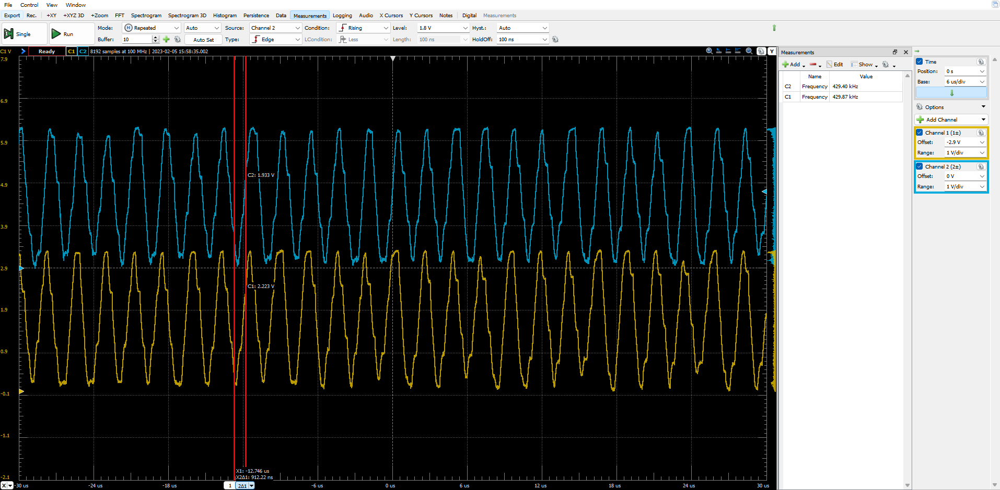 File Control View Window
Export Rec. +XY +XYZ 3D +Zoom FFT Spectrogram Spectrogram 3D Histogram Persistence Data Measurements Logging Audio X Cursors Y Cursors Notes Digital Measurements
Single Run Mode: Repeated Auto Source: Channel 2 Condition: Rising Level: 1.8 V Hyst.: Auto
Buffer: 10 Auto Set Type: Edge LCondition: Less Length: 100 ns HoldOff: 100 ns
C1 V Ready C1 C2 8192 samples at 100 MHz | 2023-02-05 15:58:35.002 Y
7.9
6.9
5.9
4.9
3.9
2.9
1.9
0.9
-0.1
-1.1
-2.1
C2: 1.933 V
C1: 2.223 V
X1: -12.746 us
X2Δ1: 912.22 ns
X -30 us -24 us -18 us 1 2Δ1 -6 us 0 us 6 us 12 us 18 us 24 us 30 us
Measurements
Add Edit Show
Name Value
C2 Frequency 429.40 kHz
C1 Frequency 429.87 kHz
Time
Position: 0 s
Base: 6 us/div
Options
Add Channel
Channel 1 (1±)
Offset: -2.9 V
Range: 1 V/div
Channel 2 (2±)
Offset: 0 V
Range: 1 V/div